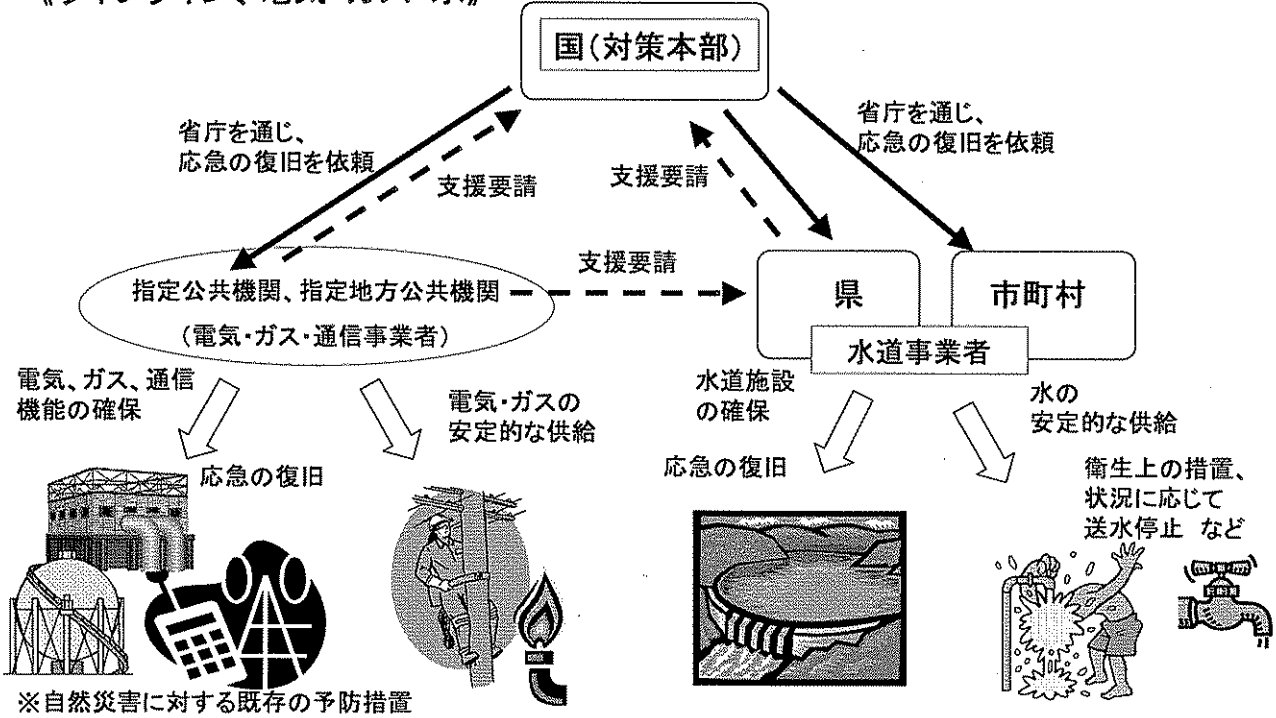 国(対策本部)
省庁を通じ、
応急の復旧を依頼
支援要請
支援要請
省庁を通じ、
応急の復旧を依頼
指定公共機関、指定地方公共機関
(電気・ガス・通信事業者)
支援要請
県
市町村
水道事業者
電気、ガス、通信
機能の確保
電気・ガスの
安定的な供給
水道施設
の確保
水の
安定的な供給
応急の復旧
応急の復旧
衛生上の措置、
状況に応じて
送水停止 など
※自然災害に対する既存の予防措置